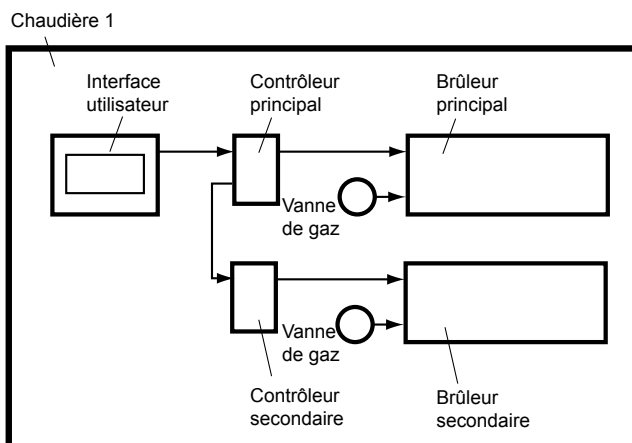 Chaudière 1
Interface
utilisateur
Contrôleur
principal
Brûleur
principal
Vanne
de gaz
Vanne
de gaz
Contrôleur
secondaire
Brûleur
secondaire